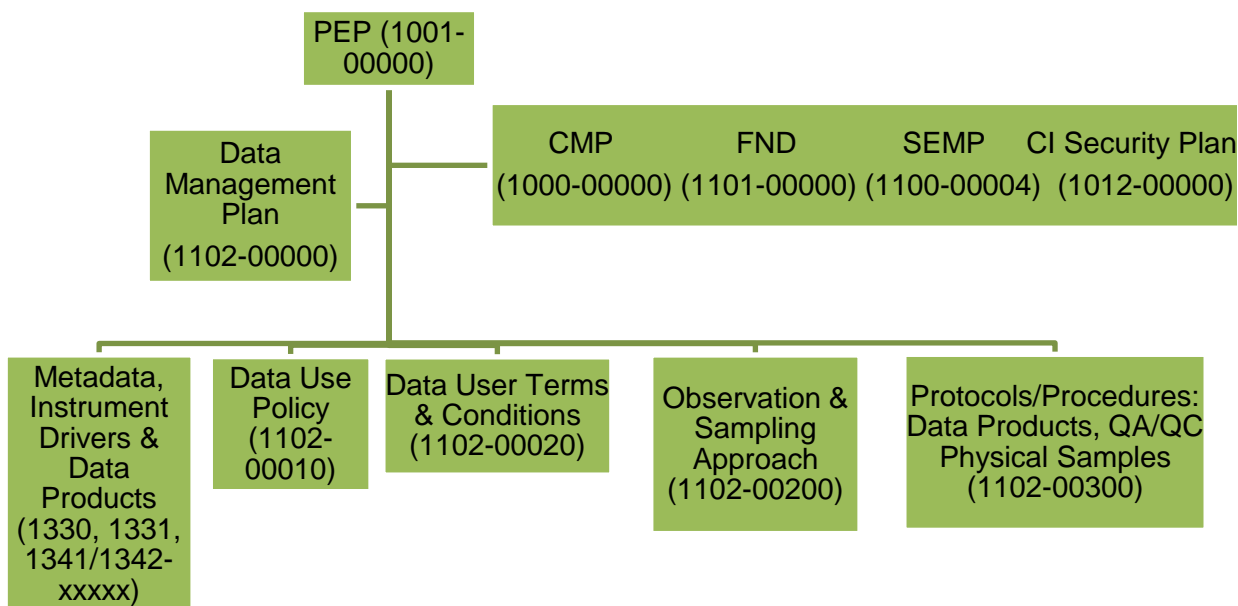 PEP (1001-
00000)
CMP
(1000-00000)
FND
(1101-00000)
SEMP
(1100-00004)
CI Security Plan
(1012-00000)
Data
Management
Plan
(1102-00000)
Metadata,
Instrument
Drivers &
Data
Products
(1330, 1331,
1341/1342-
xxxxx)
Data Use
Policy
(1102-
00010)
Data User Terms
& Conditions
(1102-00020)
Observation &
Sampling
Approach
(1102-00200)
Protocols/Procedures:
Data Products, QA/QC
Physical Samples
(1102-00300)